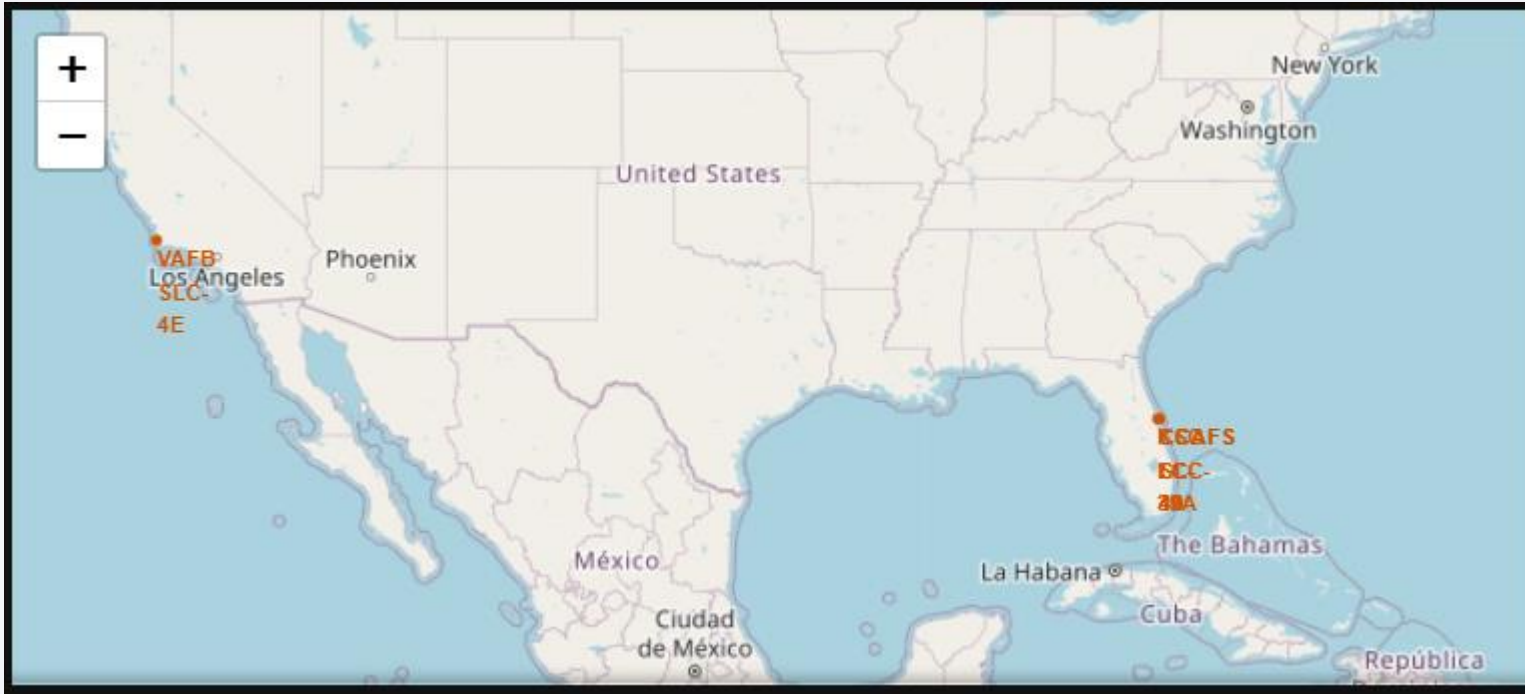 +
−
New York
Washington
United States
Phoenix
VAFB
Los Angeles
SLC-
4E
The Bahamas
La Habana
México
Cuba
Ciudad
de México
República